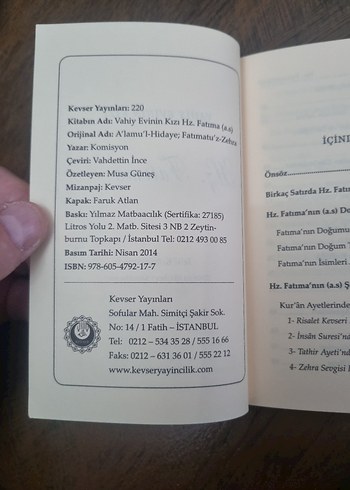 Kevser Yayınları: 220
Kitabın Adı: Vahiy Evinin Kızı Hz. Fatıma (a.s)
Orijinal Adı: A'lamu'l-Hidaye; Fatımatu'z-Zehra
Yazar: Komisyon
Çeviri: Vahdettin İnce
Özetleyen: Musa Güneş
Mizanpaj: Kevser
Kapak: Faruk Atlan
Baskı: Yılmaz Matbaacılık (Sertifika: 27185)
Litros Yolu 2. Matb. Sitesi 3 NB 2 Zeytin-
burnu Topkapı / İstanbul Tel: 0212 493 00 85
Basım Tarihi: Nisan 2014
ISBN: 978-605-4792-17-7
Kevser Yayınları
Sofular Mah. Simitçi Şakir Sok.
No: 14 / 1 Fatih – İSTANBUL
Tel: 0212 – 534 35 28 / 555 16 66
Faks: 0212 – 631 36 01 / 555 22 12
www.kevseryayincilik.com
İÇİNE
Önsöz
Birkaç Satırda Hz. Fatı
Hz. Fatıma'nın (a.s) Do
Fatıma'nın Doğumu
Fatıma'nın Doğum T
Fatıma'nın İsimleri
Hz. Fatıma'nın (a.s) Ş
Kur'ân Ayetlerinde
1- Risalet Kevseri
2- İnsân Suresi'nd
3- Tathir Ayeti'nd
4- Zehra Sevgisi